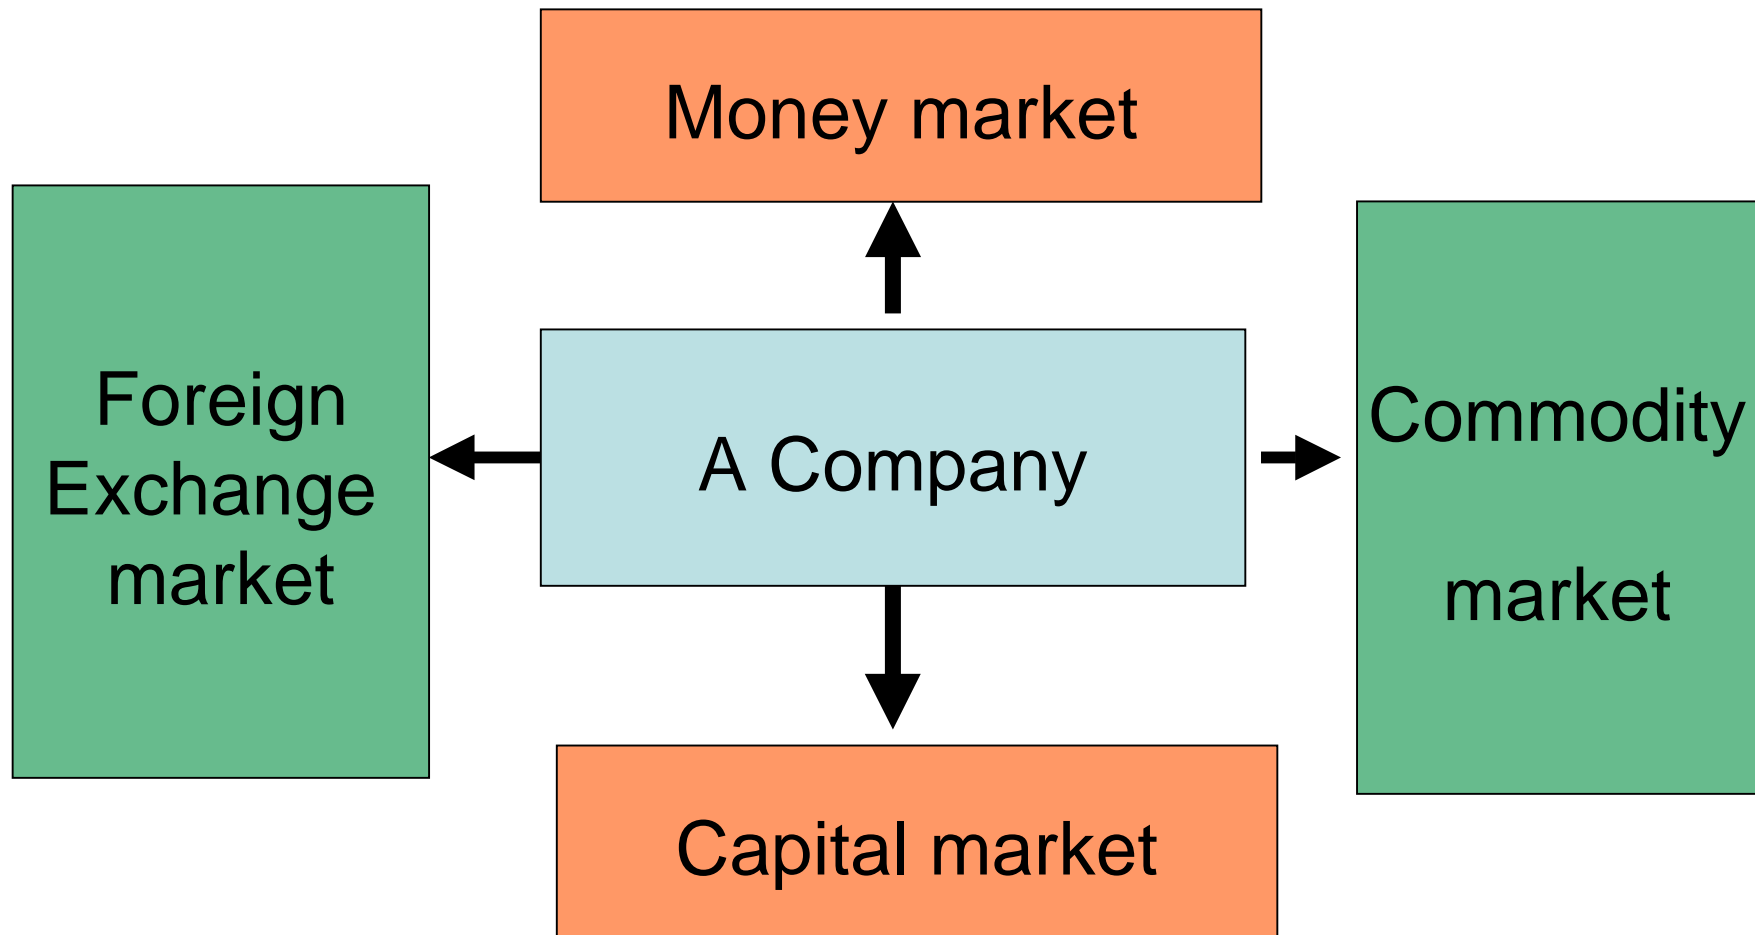 Money market
Foreign
Exchange
market
A Company
Commodity
market
Capital market